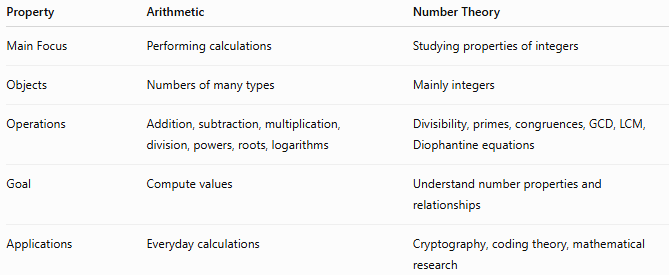 Property Arithmetic Number Theory
Main Focus Performing calculations Studying properties of integers
Objects Numbers of many types Mainly integers
Operations Addition, subtraction, multiplication, Divisibility, primes, congruences, GCD, LCM,
division, powers, roots, logarithms Diophantine equations
Goal Compute values Understand number properties and
relationships
Applications Everyday calculations Cryptography, coding theory, mathematical
research